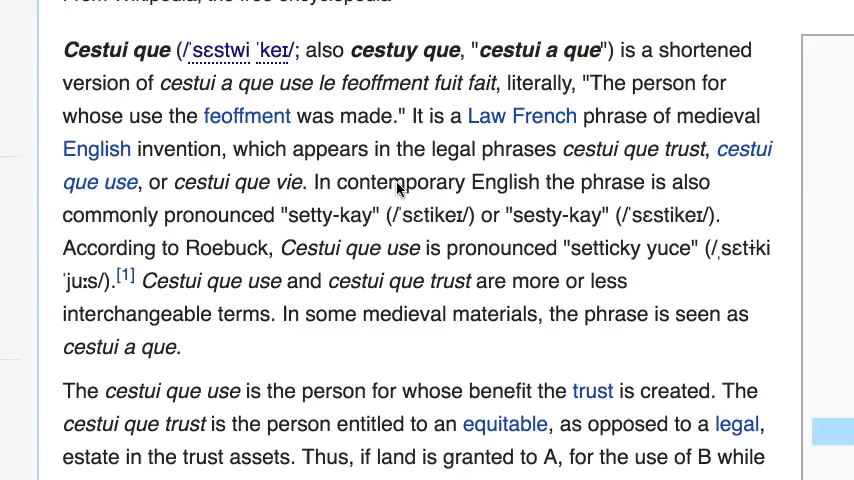 Cestui que (/ˈsɛstwi ˈkeɪ/; also cestuy que, "cestui a que") is a shortened
version of cestui a que use le feoffment fuit fait, literally, "The person for
whose use the feoffment was made." It is a Law French phrase of medieval
English invention, which appears in the legal phrases cestui que trust, cestui
que use, or cestui que vie. In contemporary English the phrase is also
commonly pronounced "setty-kay" (/ˈsɛtikeɪ/) or "sesty-kay" (/ˈsɛstikeɪ/).
According to Roebuck, Cestui que use is pronounced "setticky yuce" (/ˌsɛtɨki
ˈjuːs/).[1] Cestui que use and cestui que trust are more or less
interchangeable terms. In some medieval materials, the phrase is seen as
cestui a que.
The cestui que use is the person for whose benefit the trust is created. The
cestui que trust is the person entitled to an equitable, as opposed to a legal,
estate in the trust assets. Thus, if land is granted to A, for the use of B while